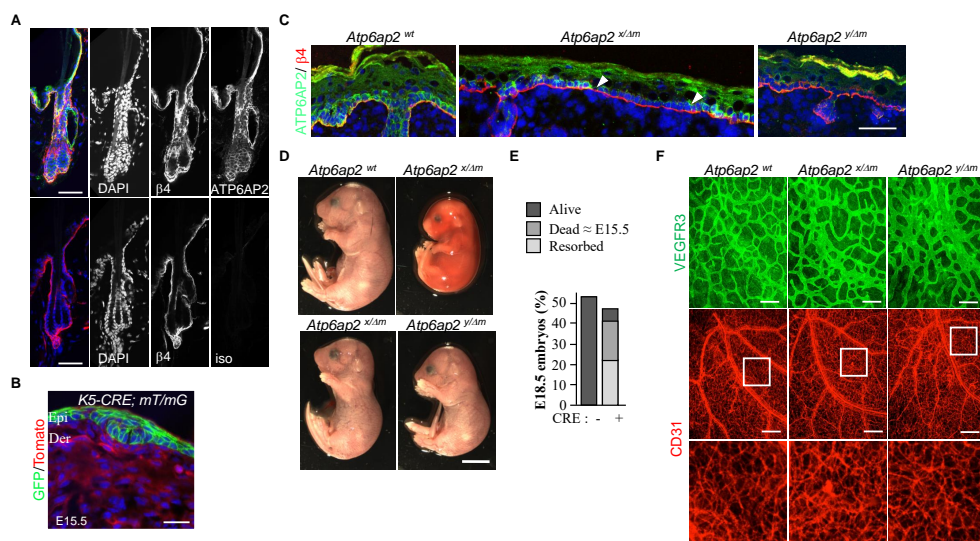 A
DAPI
β4
ATP6AP2
DAPI
β4
iso
B
K5-CRE; mT/mG
Epi
Der
GFP/Tomato
E15.5
C
Atp6ap2 wt
Atp6ap2 x/Δm
Atp6ap2 y/Δm
ATP6AP2/ β4
D
Atp6ap2 wt
Atp6ap2 x/Δm
Atp6ap2 x/Δm
Atp6ap2 y/Δm
E
Alive
Dead ≈ E15.5
Resorbed
E18.5 embryos (%)
50
40
30
20
10
0
CRE : - +
F
Atp6ap2 wt
Atp6ap2 x/Δm
Atp6ap2 y/Δm
VEGFR3
CD31